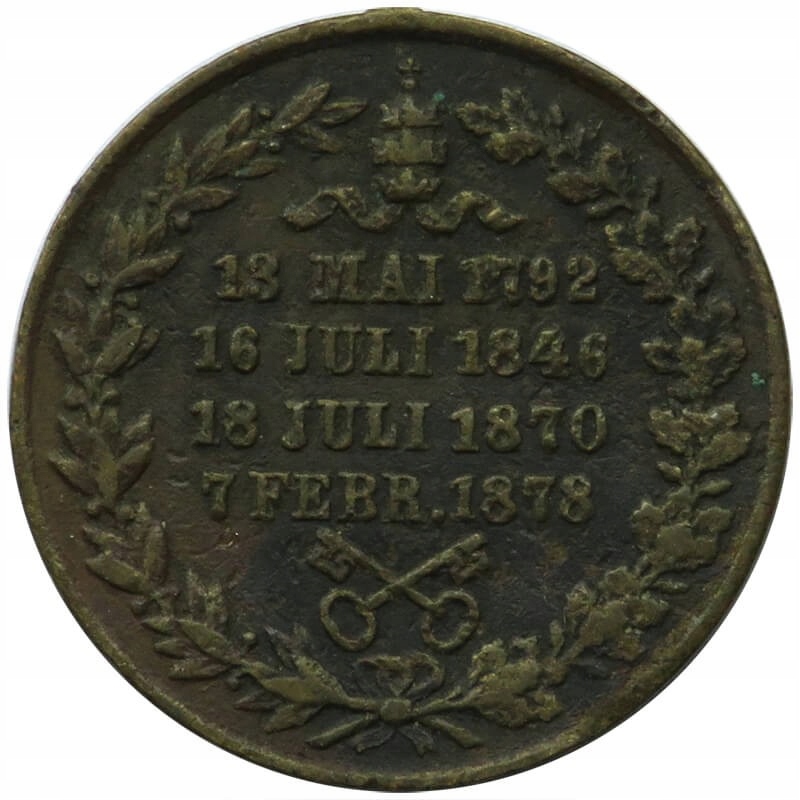 13 MAI 1792
16 JULI 1846
18 JULI 1870
7 FEBR. 1878